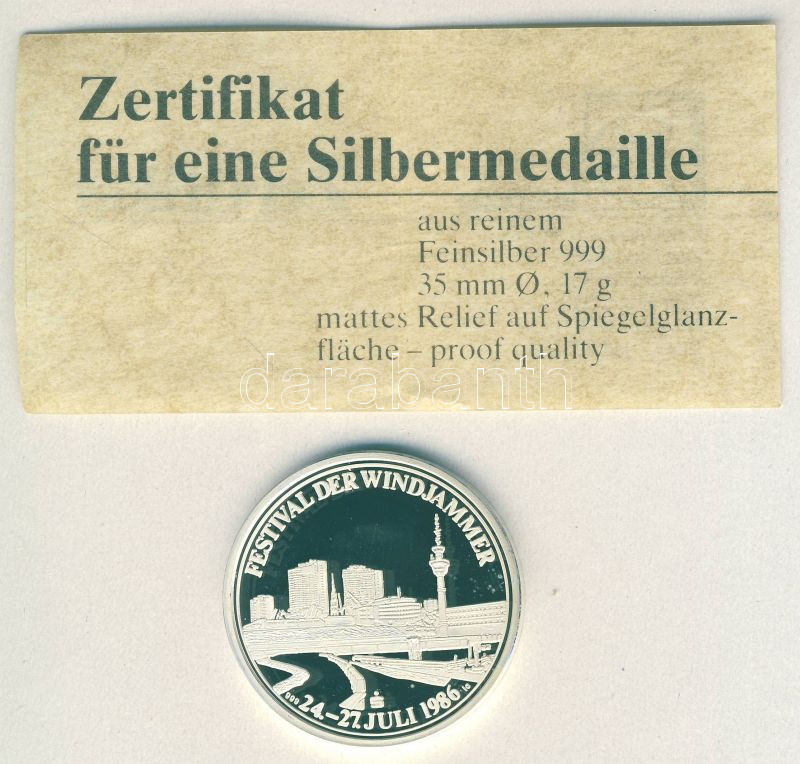 Zertifikat
für eine Silbermedaille
aus reinem
Feinsilber 999
35 mm Ø, 17 g
mattes Relief auf Spiegelglanz-
fläche – proof quality
darabanth
FESTIVAL DER WINDJAMMER
999 24.–27. JULI 1986